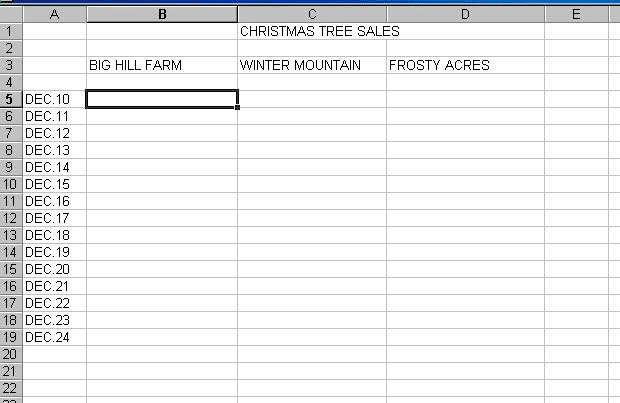 A B C D E
1 CHRISTMAS TREE SALES
2
3 BIG HILL FARM WINTER MOUNTAIN FROSTY ACRES
4
5 DEC.10
6 DEC.11
7 DEC.12
8 DEC.13
9 DEC.14
10 DEC.15
11 DEC.16
12 DEC.17
13 DEC.18
14 DEC.19
15 DEC.20
16 DEC.21
17 DEC.22
18 DEC.23
19 DEC.24
20
21
22